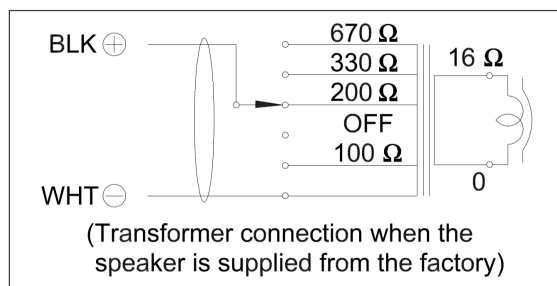 670 Ω
BLK +
330 Ω
16 Ω
200 Ω
OFF
100 Ω
0
WHT −
(Transformer connection when the
speaker is supplied from the factory)